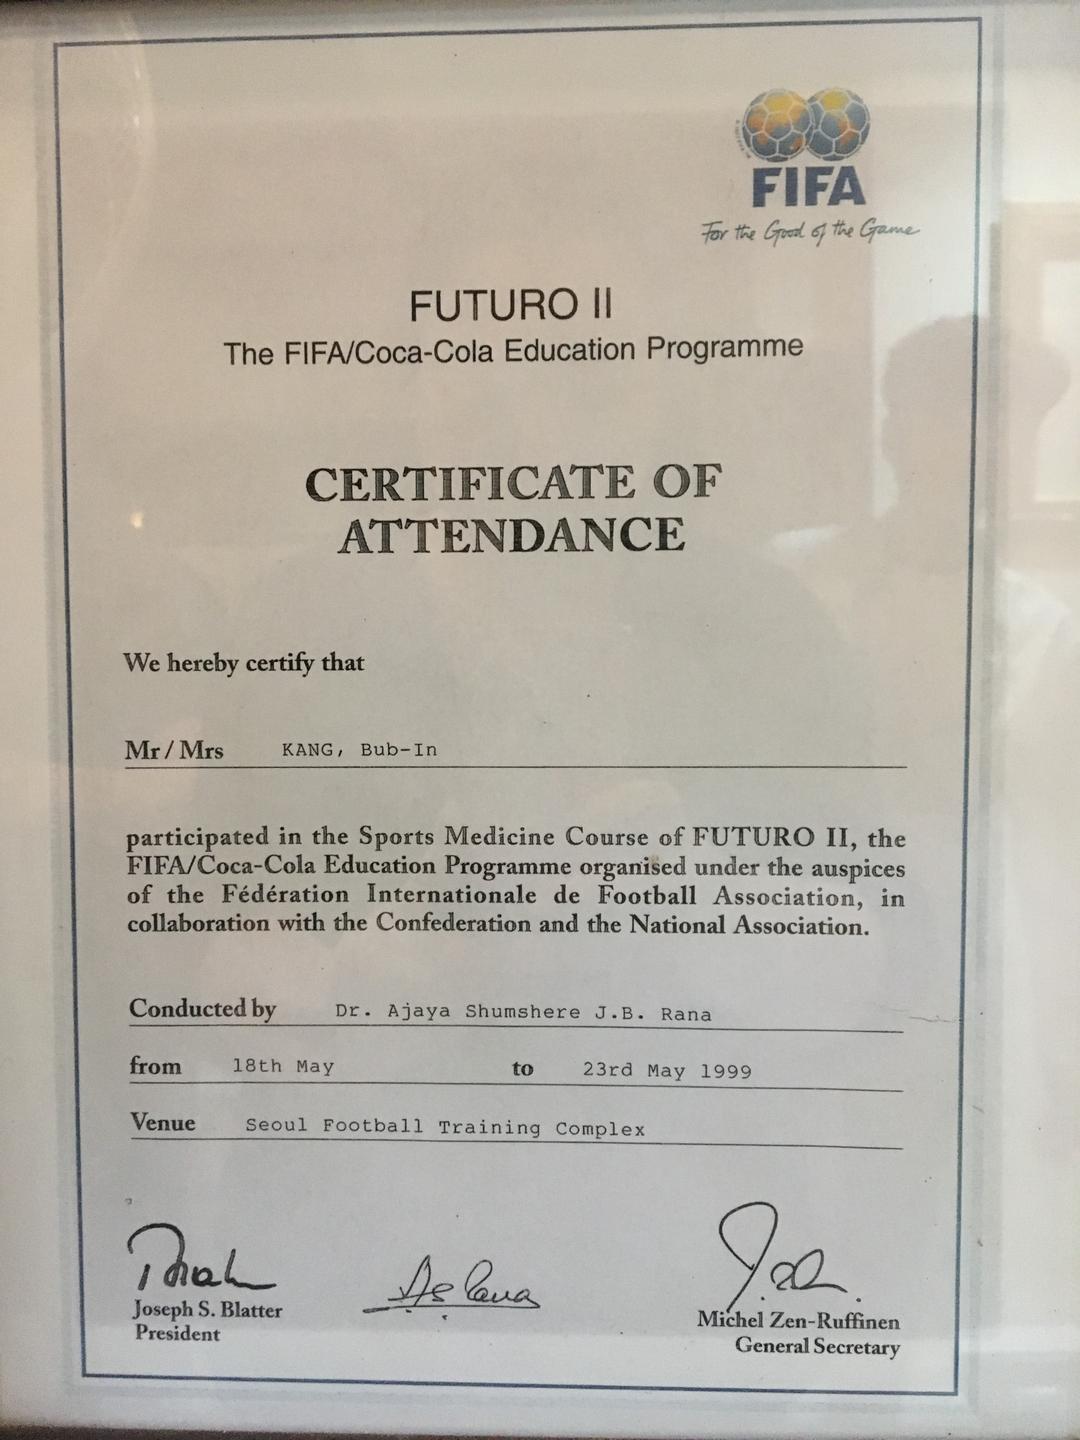 FIFA
For the Good of the Game
FUTURO II
The FIFA/Coca-Cola Education Programme
CERTIFICATE OF
ATTENDANCE
We hereby certify that
Mr / Mrs KANG, Bub-In
participated in the Sports Medicine Course of FUTURO II, the
FIFA/Coca-Cola Education Programme organised under the auspices
of the Fédération Internationale de Football Association, in
collaboration with the Confederation and the National Association.
Conducted by Dr. Ajaya Shumshere J.B. Rana
from 18th May to 23rd May 1999
Venue Seoul Football Training Complex
Joseph S. Blatter
President
Michel Zen-Ruffinen
General Secretary